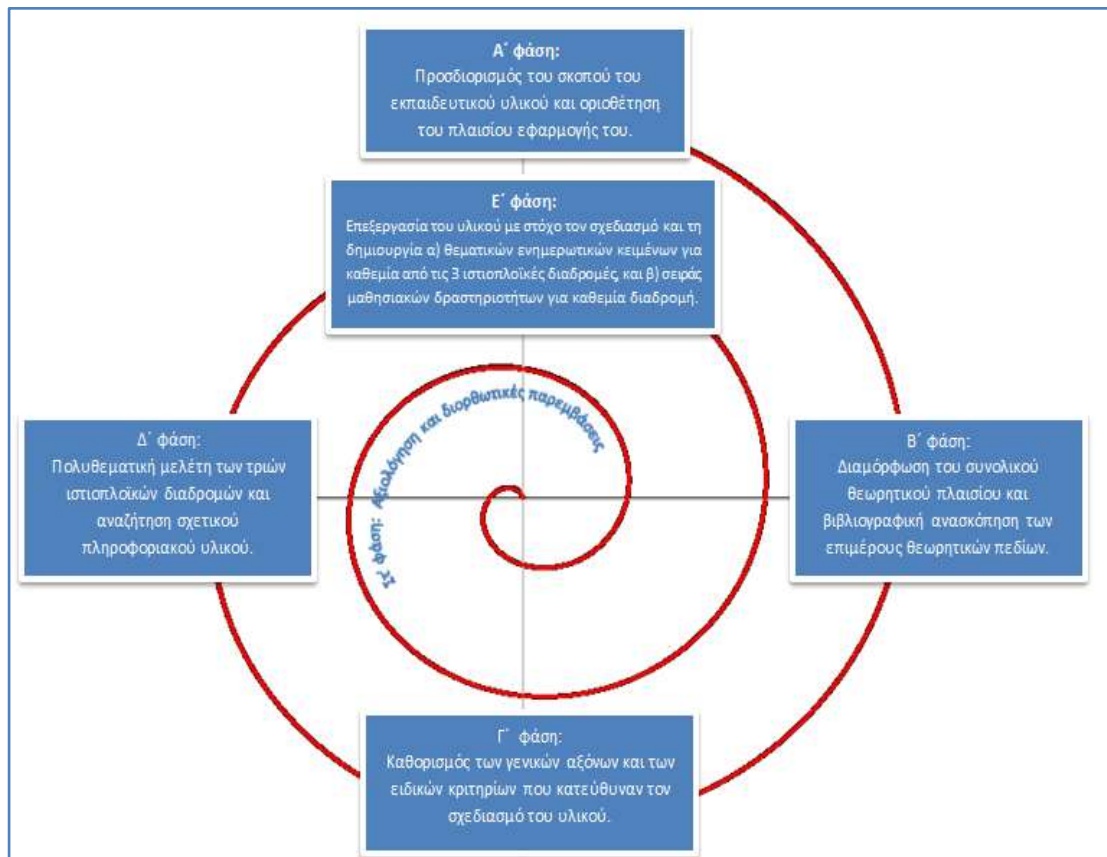 Α΄ φάση:
Προσδιορισμός του σκοπού του
εκπαιδευτικού υλικού και οριοθέτηση
του πλαισίου εφαρμογής του.
Ε΄ φάση:
Επεξεργασία του υλικού με στόχο τον σχεδιασμό και τη
δημιουργία α) θεματικών ενημερωτικών κειμένων για
καθεμία από τις 3 ιστιοπλοϊκές διαδρομές, και β) σειράς
μαθησιακών δραστηριοτήτων για καθεμία διαδρομή.
Στ΄ φάση: Αξιολόγηση και διορθωτικές παρεμβάσεις
Δ΄ φάση:
Πολυθεματική μελέτη των τριών
ιστιοπλοϊκών διαδρομών και
αναζήτηση σχετικού
πληροφοριακού υλικού.
Β΄ φάση:
Διαμόρφωση του συνολικού
θεωρητικού πλαισίου και
βιβλιογραφική ανασκόπηση των
επιμέρους θεωρητικών πεδίων.
Γ΄ φάση:
Καθορισμός των γενικών αξόνων και των
ειδικών κριτηρίων που κατεύθυναν τον
σχεδιασμό του υλικού.